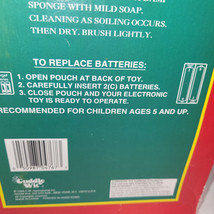 SPONGE WITH MILD SOAP.
CLEANING AS SOILING OCCURS.
THEN DRY. BRUSH LIGHTLY.
TO REPLACE BATTERIES:
1. OPEN POUCH AT BACK OF TOY.
2. CAREFULLY INSERT 2(C) BATTERIES.
3. CLOSE POUCH AND YOUR ELECTRONIC
TOY IS READY TO OPERATE.
RECOMMENDED FOR CHILDREN AGES 5 AND UP.
Cuddle
Wit